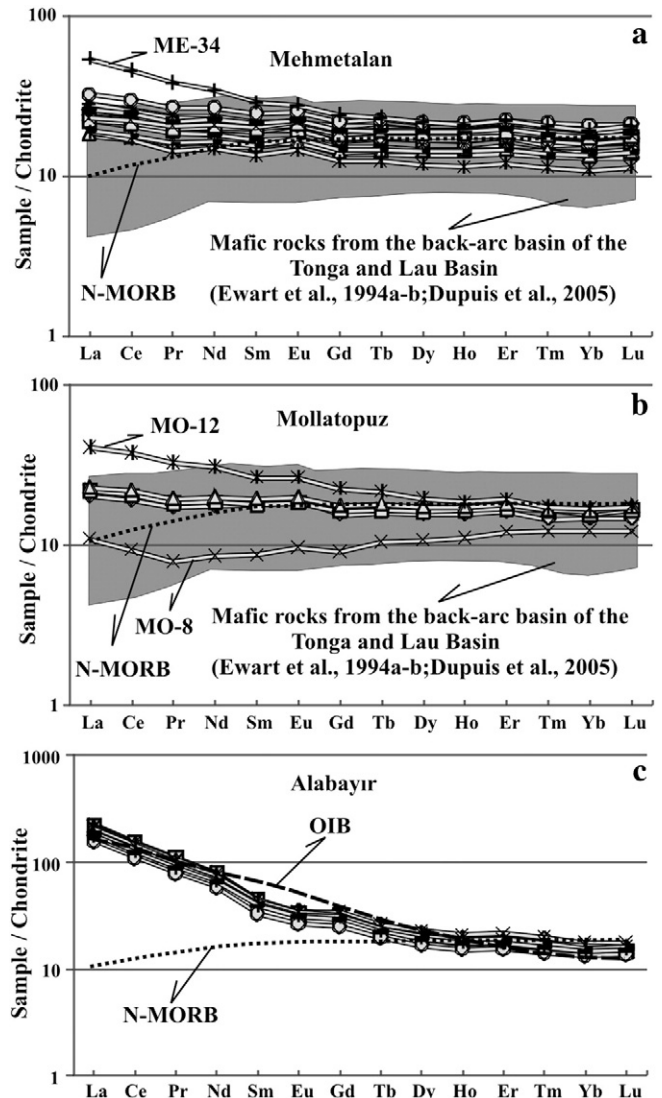 100
a
ME-34
Mehmetalan
Sample / Chondrite
10
Mafic rocks from the back-arc basin of the
Tonga and Lau Basin
N-MORB
(Ewart et al., 1994a-b;Dupuis et al., 2005)
1
La Ce Pr Nd Sm Eu Gd Tb Dy Ho Er Tm Yb Lu
100
b
MO-12
Mollatopuz
Sample / Chondrite
10
MO-8
Mafic rocks from the back-arc basin of the
Tonga and Lau Basin
N-MORB
(Ewart et al., 1994a-b;Dupuis et al., 2005)
1
La Ce Pr Nd Sm Eu Gd Tb Dy Ho Er Tm Yb Lu
1000
c
Alabayır
OIB
Sample / Chondrite
100
10
N-MORB
1
La Ce Pr Nd Sm Eu Gd Tb Dy Ho Er Tm Yb Lu